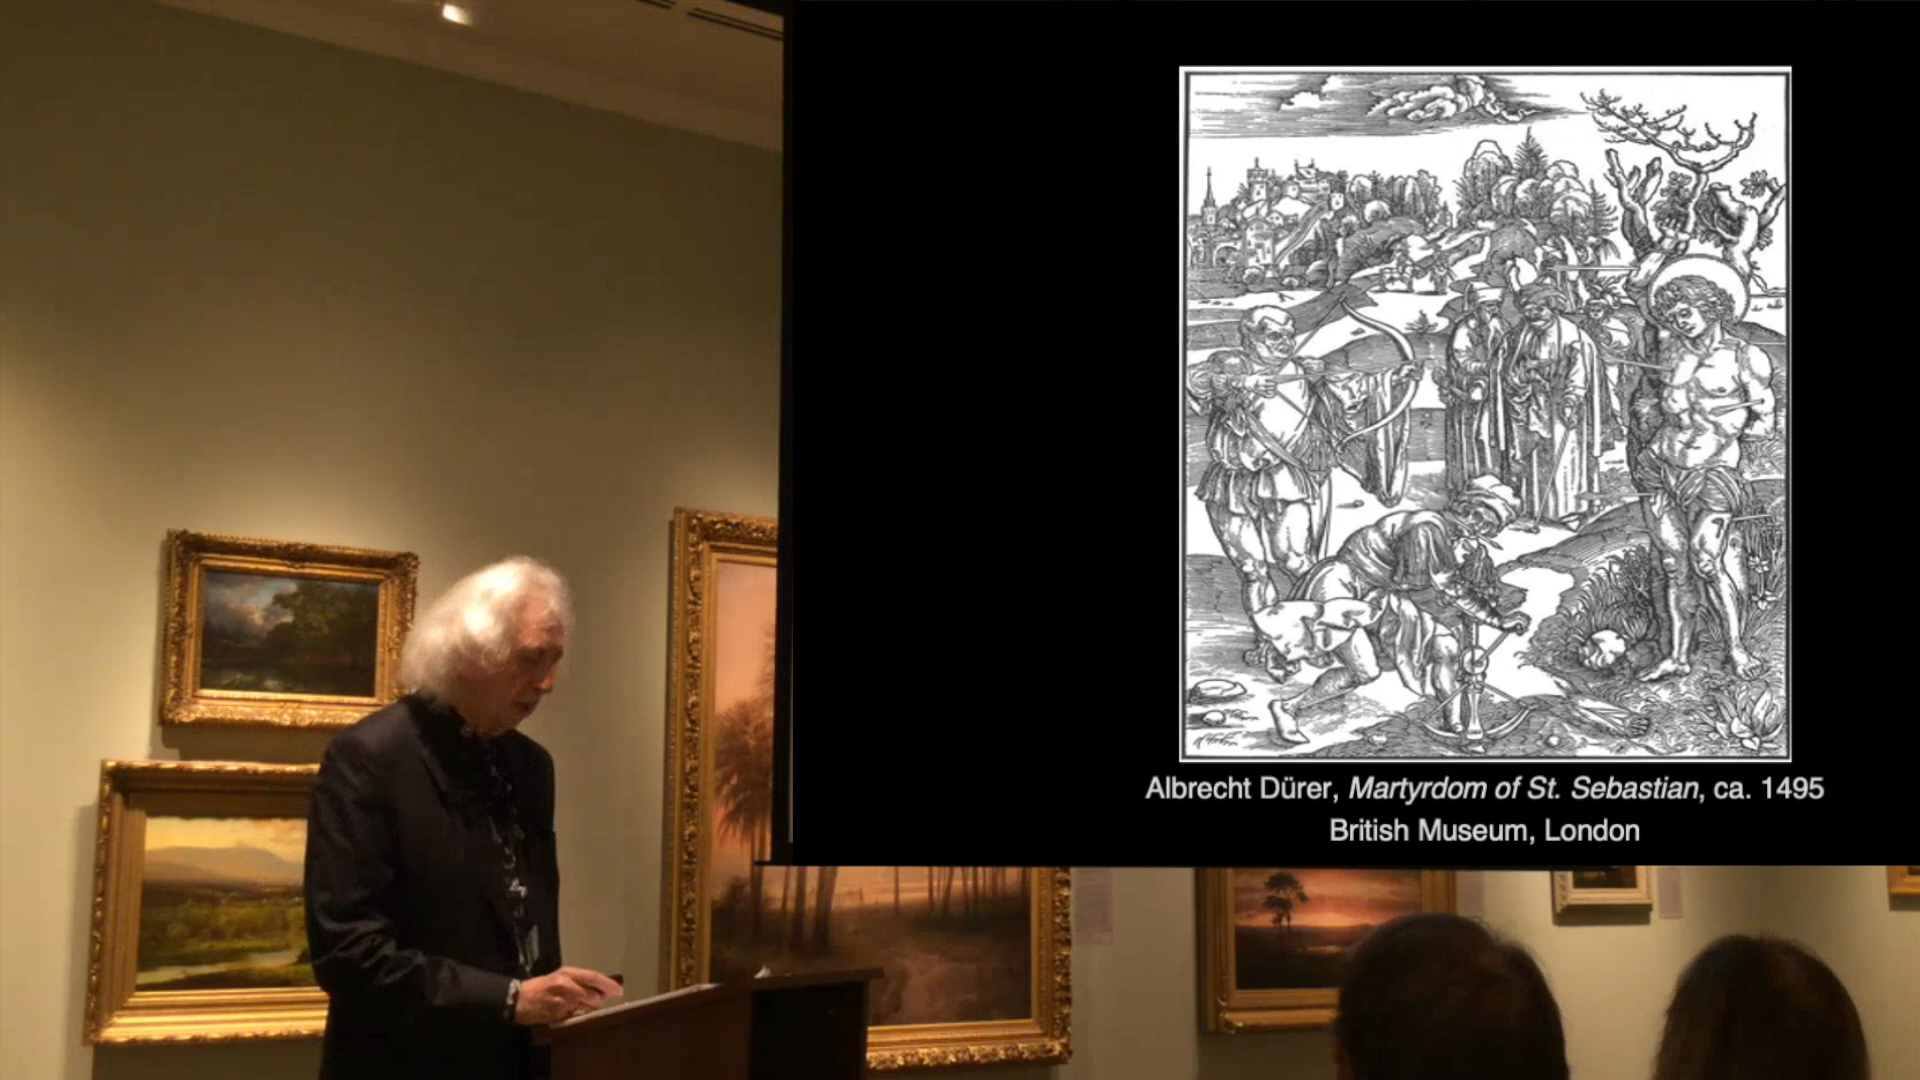 Albrecht Dürer, Martyrdom of St. Sebastian, ca. 1495
British Museum, London